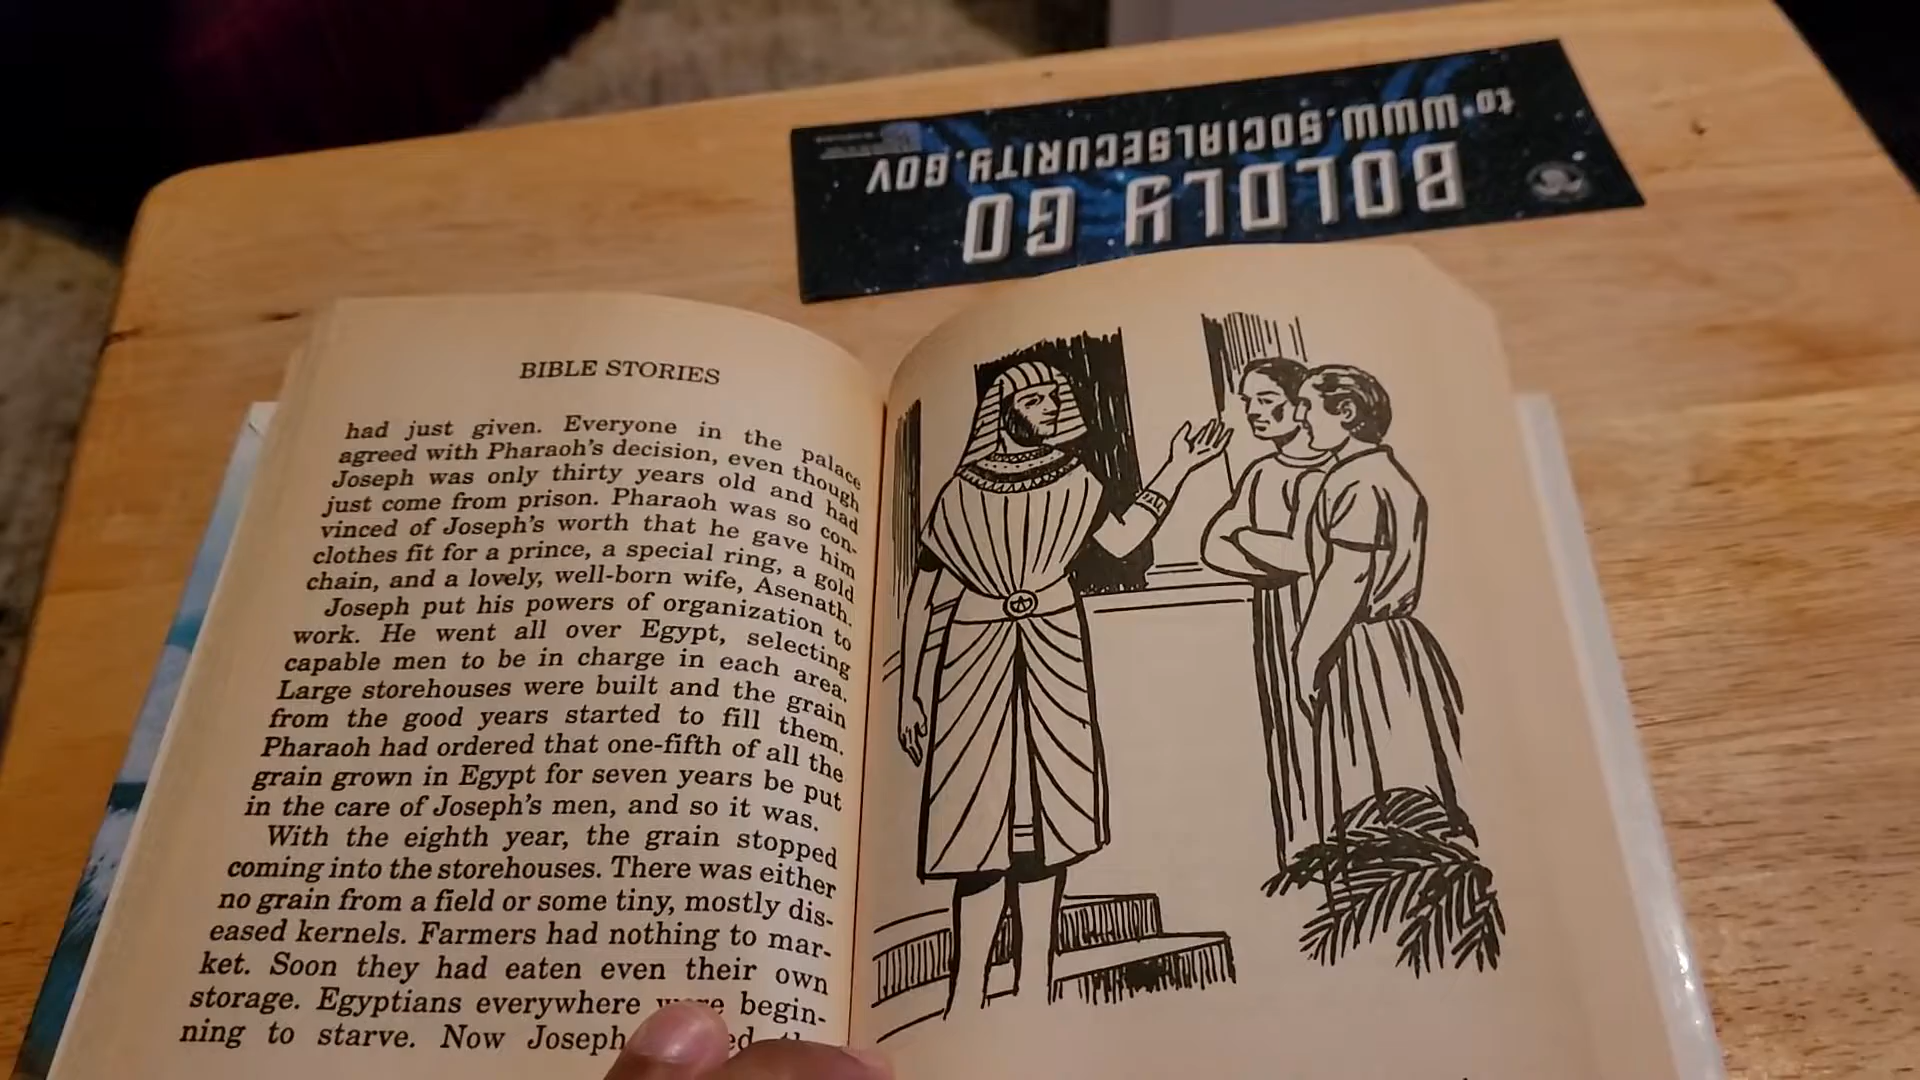 BOLDLY GO
to www.socialsecurity.gov
BIBLE STORIES
had just given. Everyone in the palace
agreed with Pharaoh's decision, even though
Joseph was only thirty years old and had
just come from prison. Pharaoh was so con-
vinced of Joseph's worth that he gave him
clothes fit for a prince, a special ring, a gold
chain, and a lovely, well-born wife, Asenath.
Joseph put his powers of organization to
work. He went all over Egypt, selecting
capable men to be in charge in each area.
Large storehouses were built and the grain
from the good years started to fill them.
Pharaoh had ordered that one-fifth of all the
grain grown in Egypt for seven years be put
in the care of Joseph's men, and so it was.
With the eighth year, the grain stopped
coming into the storehouses. There was either
no grain from a field or some tiny, mostly dis-
eased kernels. Farmers had nothing to mar-
ket. Soon they had eaten even their own
storage. Egyptians everywhere were begin-
ning to starve. Now Joseph